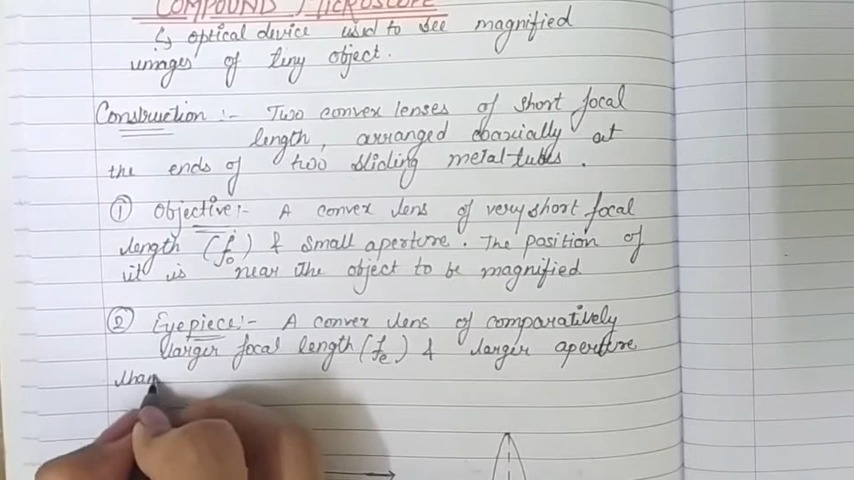 COMPOUND MICROSCOPE
↳ optical device used to see magnified
images of tiny object.
Construction :- Two convex lenses of short focal
length, arranged coaxially at
the ends of two sliding metal-tubes.
① Objective:- A convex lens of very short focal
length (fo) & small aperture. The position of
it is near the object to be magnified
② Eyepiece:- A convex lens of comparatively
larger focal length (fe) & larger aperture
than